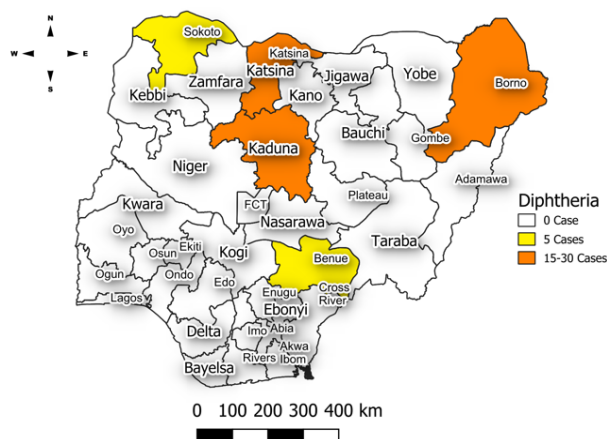 N
W E
S
Sokoto
Katsina
Katsina
Jigawa
Yobe
Borno
Kebbi
Zamfara
Kano
Bauchi
Gombe
Kaduna
Niger
Adamawa
Plateau
FCT
Nasarawa
Kwara
Taraba
Oyo
Kogi
Benue
Osun
Ekiti
Ogun
Ondo
Edo
Enugu
Cross
River
Lagos
Ebonyi
Delta
Imo
Abia
Akwa
Ibom
Rivers
Bayelsa
Diphtheria
0 Case
5 Cases
15-30 Cases
0 100 200 300 400 km